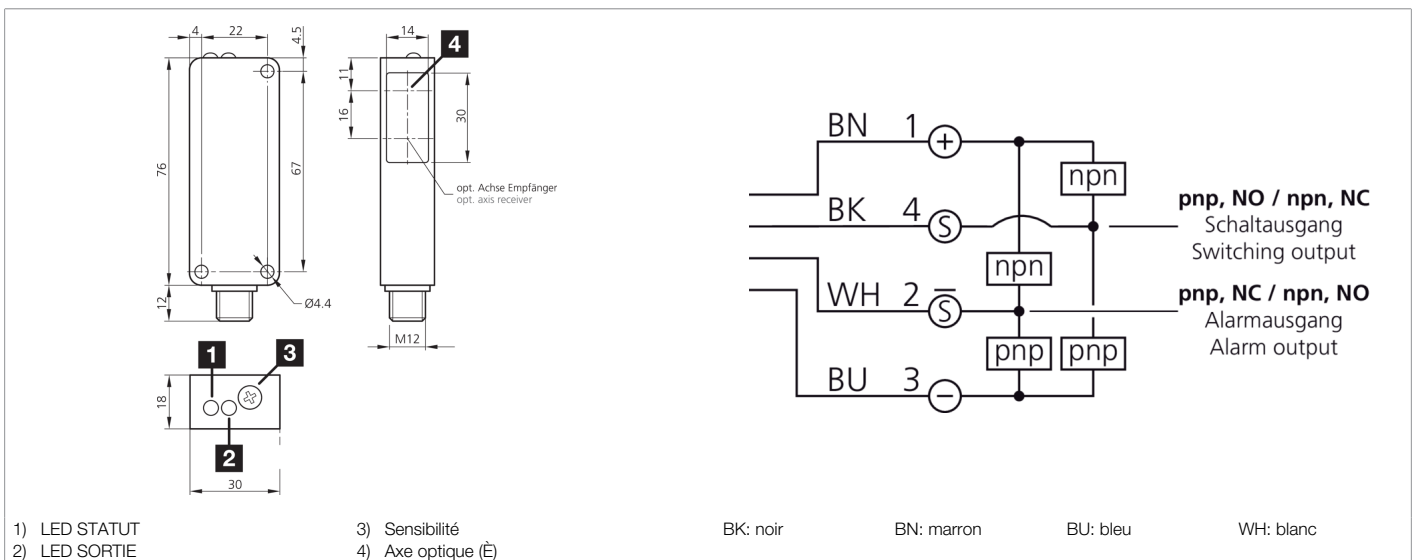 4 22 4.5
76
67
12
Ø4.4
14
4
11
16
30
opt. Achse Empfänger
opt. axis receiver
M12
1
3
18
2
30
BN 1 +
npn
BK 4 S
pnp, NO / npn, NC
Schaltausgang
Switching output
npn
WH 2 S̅
pnp, NC / npn, NO
Alarmausgang
Alarm output
pnp pnp
BU 3 −
1) LED STATUT
2) LED SORTIE
3) Sensibilité
4) Axe optique (È)
BK: noir BN: marron BU: bleu WH: blanc